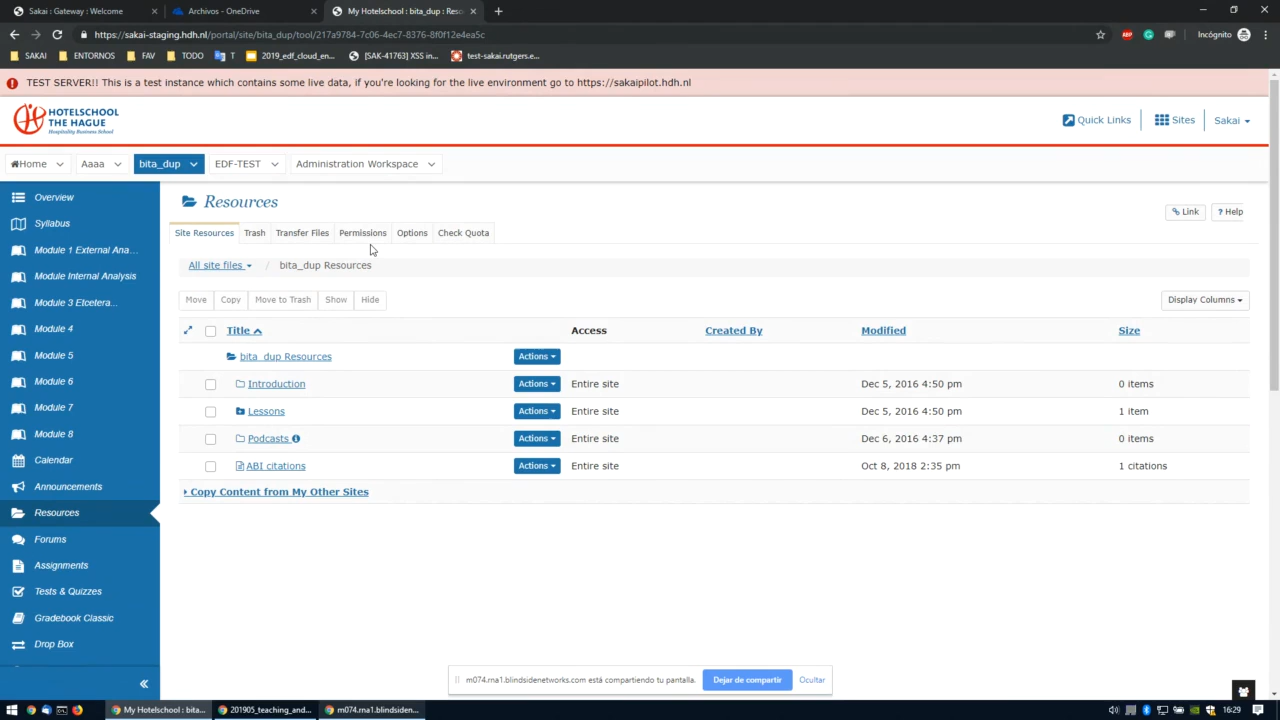 Sakai : Gateway : Welcome
Archivos - OneDrive
My Hotelschool : bita_dup : Reso
https://sakai-staging.hdh.nl/portal/site/bita_dup/tool/217a9784-7c06-4ec7-8376-8f0f12e4ea5c
ABP
Incógnito
SAKAI
ENTORNOS
FAV
TODO
T
2019_edf_cloud_en...
[SAK-41763] XSS in...
test-sakai.rutgers.e...
TEST SERVER!! This is a test instance which contains some live data, if you're looking for the live environment go to https://sakaipilot.hdh.nl
HOTELSCHOOL
THE HAGUE
Hospitality Business School
Quick Links
Sites
Sakai
Home
Aaaa
bita_dup
EDF-TEST
Administration Workspace
Overview
Syllabus
Module 1 External Ana...
Module Internal Analysis
Module 3 Etcetera...
Module 4
Module 5
Module 6
Module 7
Module 8
Calendar
Announcements
Resources
Forums
Assignments
Tests & Quizzes
Gradebook Classic
Drop Box
Resources
Link
? Help
Site Resources
Trash
Transfer Files
Permissions
Options
Check Quota
All site files
/ bita_dup Resources
Move
Copy
Move to Trash
Show
Hide
Display Columns
Title
Access
Created By
Modified
Size
bita_dup Resources
Actions
Introduction
Actions
Entire site
Dec 5, 2016 4:50 pm
0 items
Lessons
Actions
Entire site
Dec 5, 2016 4:50 pm
1 item
Podcasts
Actions
Entire site
Dec 6, 2016 4:37 pm
0 items
ABI citations
Actions
Entire site
Oct 8, 2018 2:35 pm
1 citations
Copy Content from My Other Sites
m074.rna1.blindsidenetworks.com está compartiendo tu pantalla.
Dejar de compartir
Ocultar
My Hotelschool : bita...
201905_teaching_and...
m074.rna1.blindsiden...
16:29